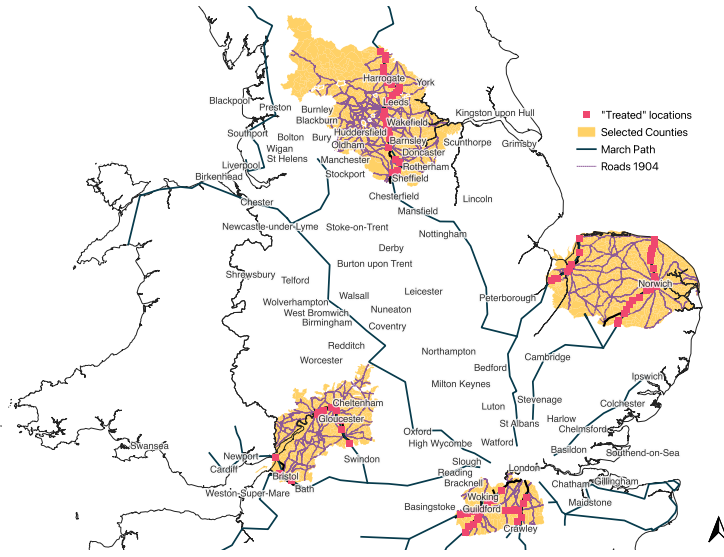 Harrogate
York
Leeds
Blackpool
Preston
Burnley
Blackburn
Kingston upon Hull
"Treated" locations
Selected Counties
March Path
Roads 1904
Southport
Bolton
Bury
Huddersfield
Wakefield
Oldham
Barnsley
Scunthorpe
Grimsby
Wigan
St Helens
Manchester
Doncaster
Liverpool
Rotherham
Birkenhead
Stockport
Sheffield
Chester
Chesterfield
Lincoln
Mansfield
Newcastle-under-Lyme
Stoke-on-Trent
Nottingham
Derby
Burton upon Trent
Shrewsbury
Telford
Walsall
Leicester
Peterborough
Norwich
Wolverhampton
West Bromwich
Nuneaton
Birmingham
Coventry
Redditch
Worcester
Northampton
Cambridge
Bedford
Milton Keynes
Ipswich
Cheltenham
Gloucester
Luton
Stevenage
Colchester
St Albans
Harlow
Chelmsford
Oxford
High Wycombe
Watford
Swansea
Newport
Cardiff
Bristol
Swindon
Slough
Reading
London
Basildon
Southend-on-Sea
Weston-Super-Mare
Bath
Bracknell
Chatham
Gillingham
Basingstoke
Woking
Guildford
Maidstone
Crawley